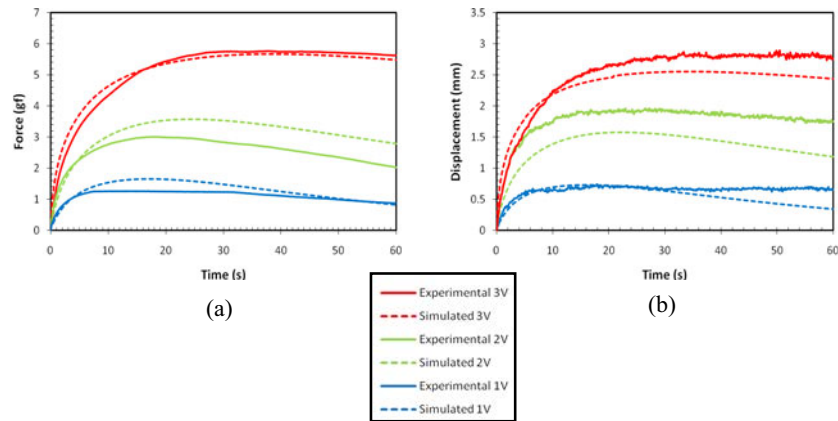 7
6
5
4
3
2
1
0
Force (gf)
0 10 20 30 40 50 60
Time (s)
(a)
3.5
3
2.5
2
1.5
1
0.5
0
Displacement (mm)
0 10 20 30 40 50 60
Time (s)
(b)
Experimental 3V
Simulated 3V
Experimental 2V
Simulated 2V
Experimental 1V
Simulated 1V